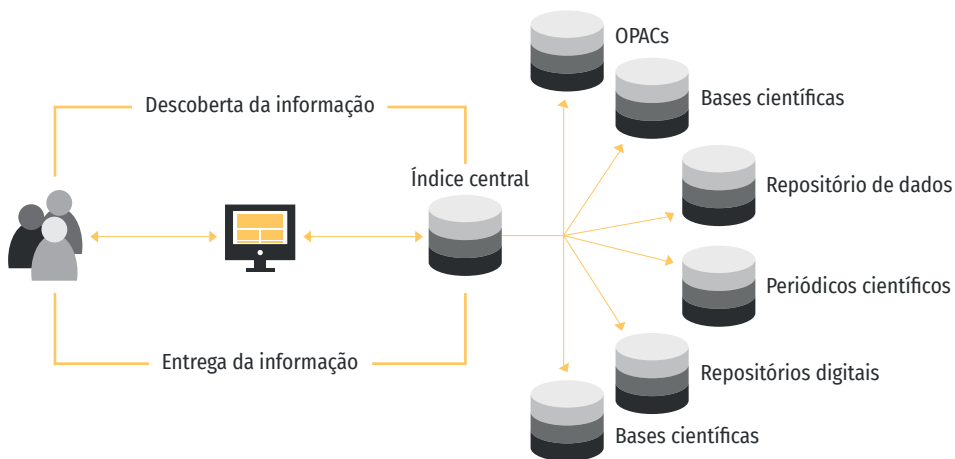 OPACs
Descoberta da informação
Bases científicas
Índice central
Repositório de dados
Periódicos científicos
Entrega da informação
Repositórios digitais
Bases científicas